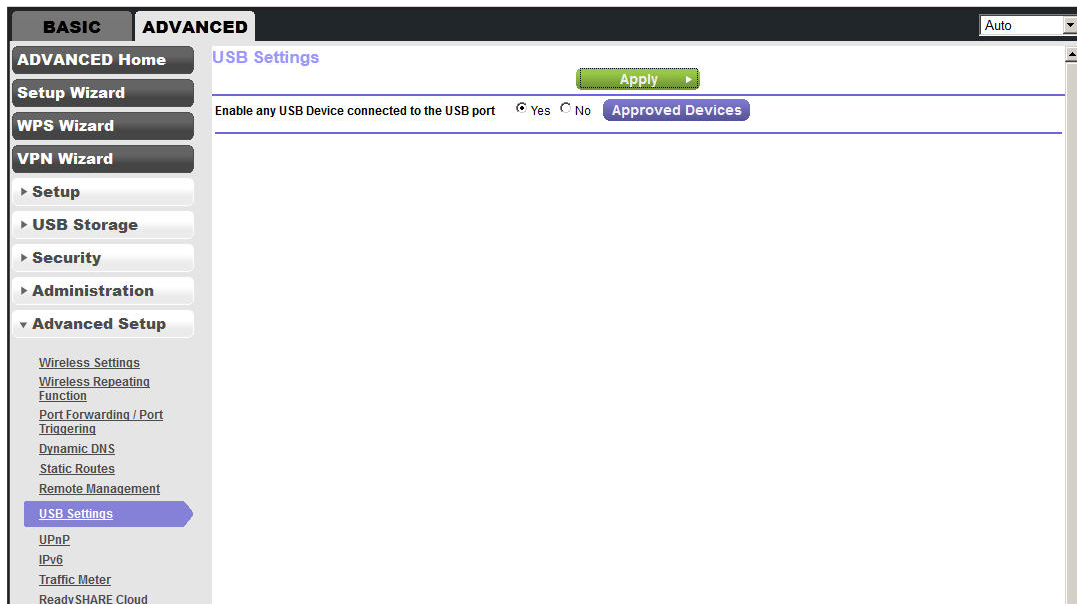 BASIC
ADVANCED
Auto
ADVANCED Home
Setup Wizard
WPS Wizard
VPN Wizard
Setup
USB Storage
Security
Administration
Advanced Setup
Wireless Settings
Wireless Repeating
Function
Port Forwarding / Port
Triggering
Dynamic DNS
Static Routes
Remote Management
USB Settings
UPnP
IPv6
Traffic Meter
ReadySHARE Cloud
USB Settings
Apply
Enable any USB Device connected to the USB port Yes No Approved Devices